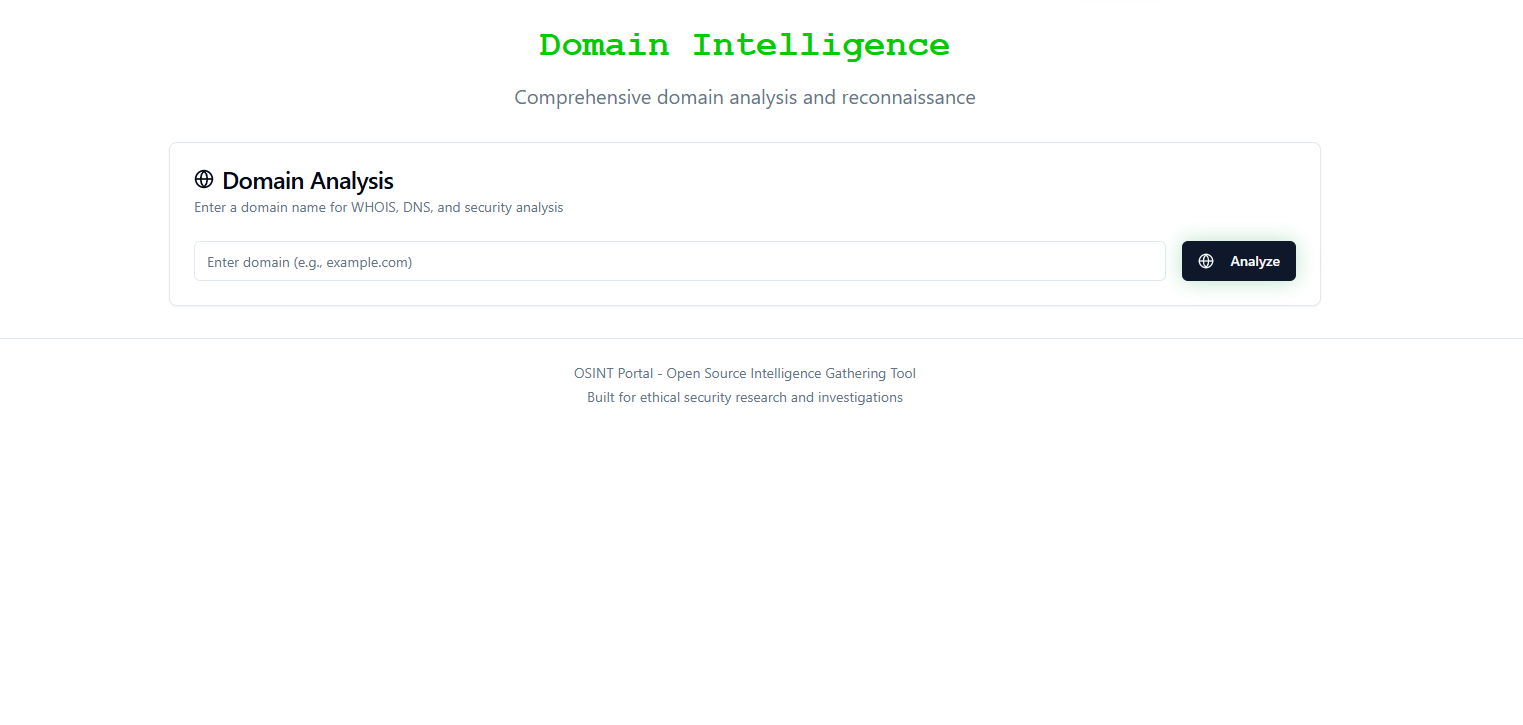 Domain Intelligence
Comprehensive domain analysis and reconnaissance
Domain Analysis
Enter a domain name for WHOIS, DNS, and security analysis
Enter domain (e.g., example.com)
Analyze
OSINT Portal - Open Source Intelligence Gathering Tool
Built for ethical security research and investigations